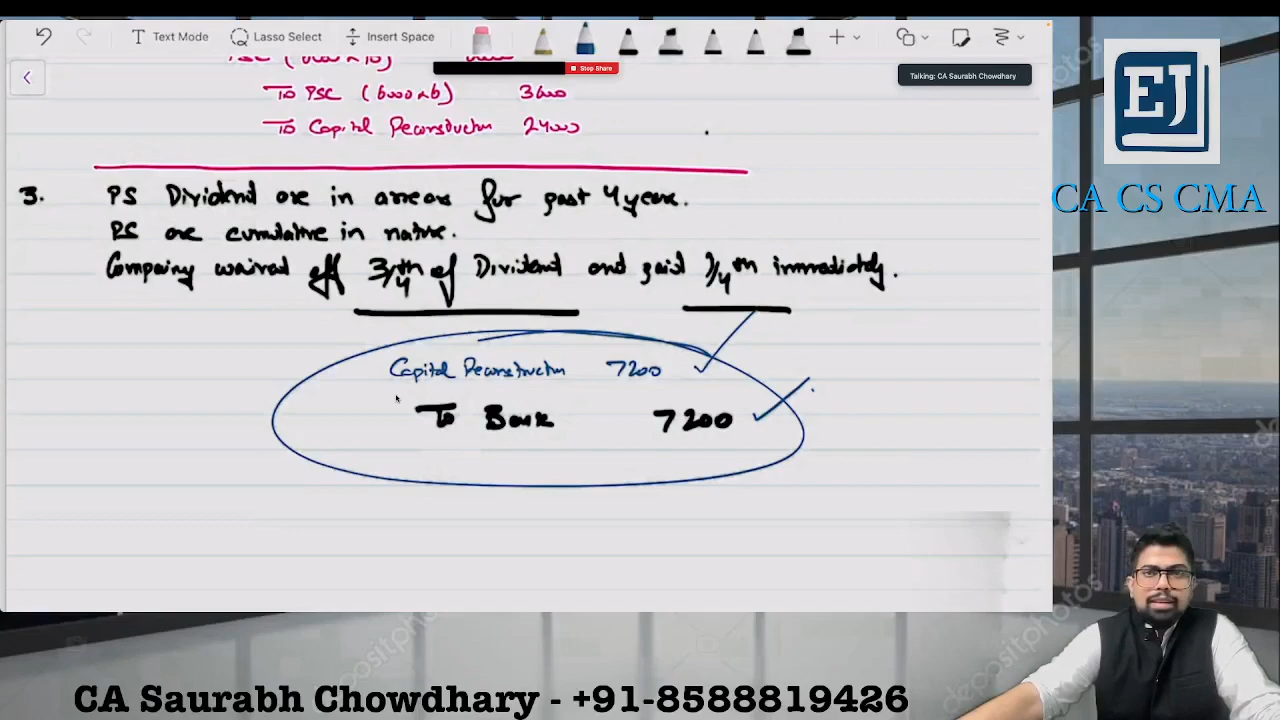 Text Mode
Lasso Select
Insert Space
Stop Share
Talking: CA Saurabh Chowdhary
EJ
To PSC (6000×6) 3600
To Capital Reconstructn 24000
CA CS CMA
3. PS Dividend are in arrears for past 4 years.
PS are cumulative in nature.
Company waived off 3/4th of Dividend and paid 1/4th immediately.
Capital Reconstructn 7200
To Bank 7200
CA Saurabh Chowdhary - +91-8588819426